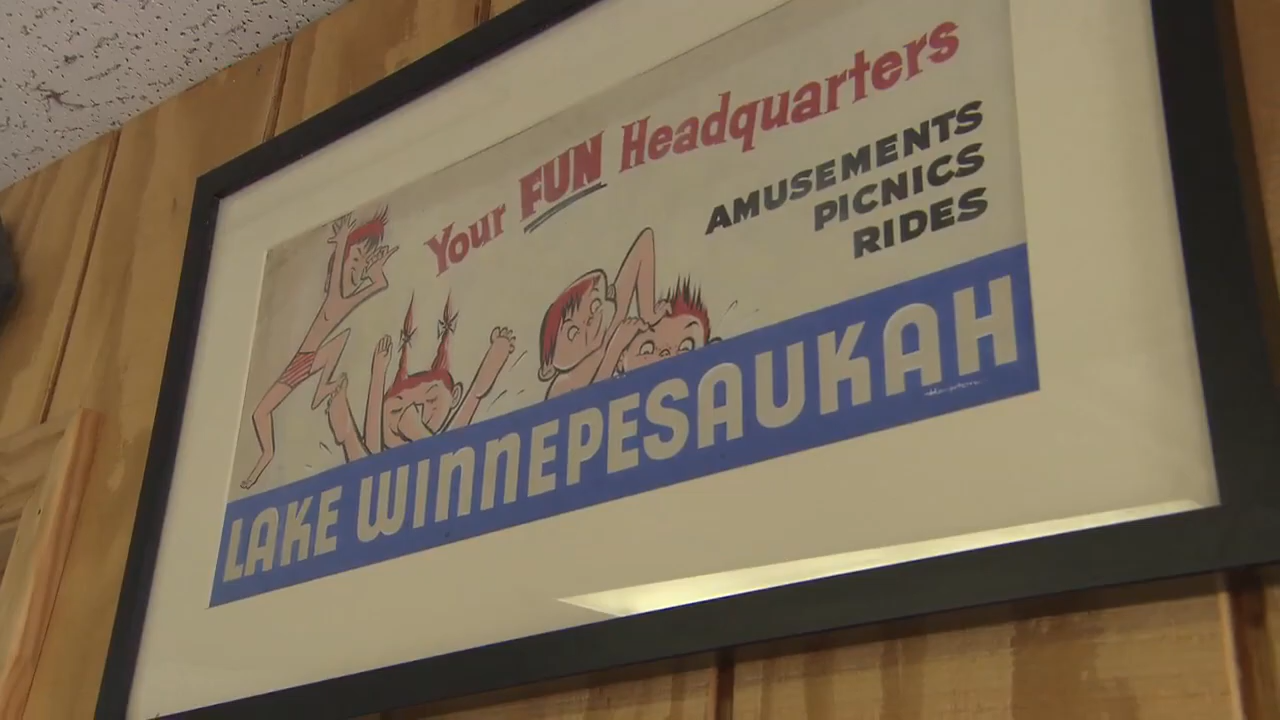 Your FUN Headquarters
AMUSEMENTS
PICNICS
RIDES
LAKE WINNEPESAUKAH